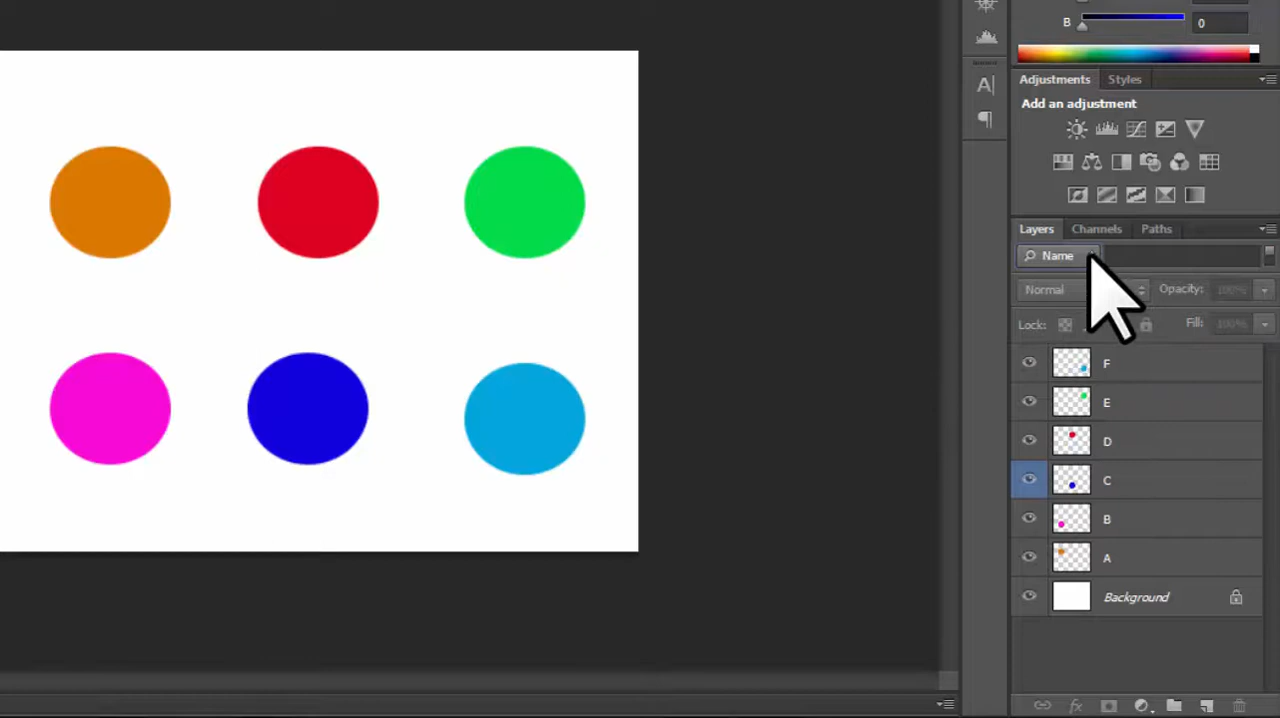 B 0
Adjustments Styles
Add an adjustment
Layers Channels Paths
Name
Normal Opacity: 100%
Lock: Fill: 100%
F
E
D
C
B
A
Background